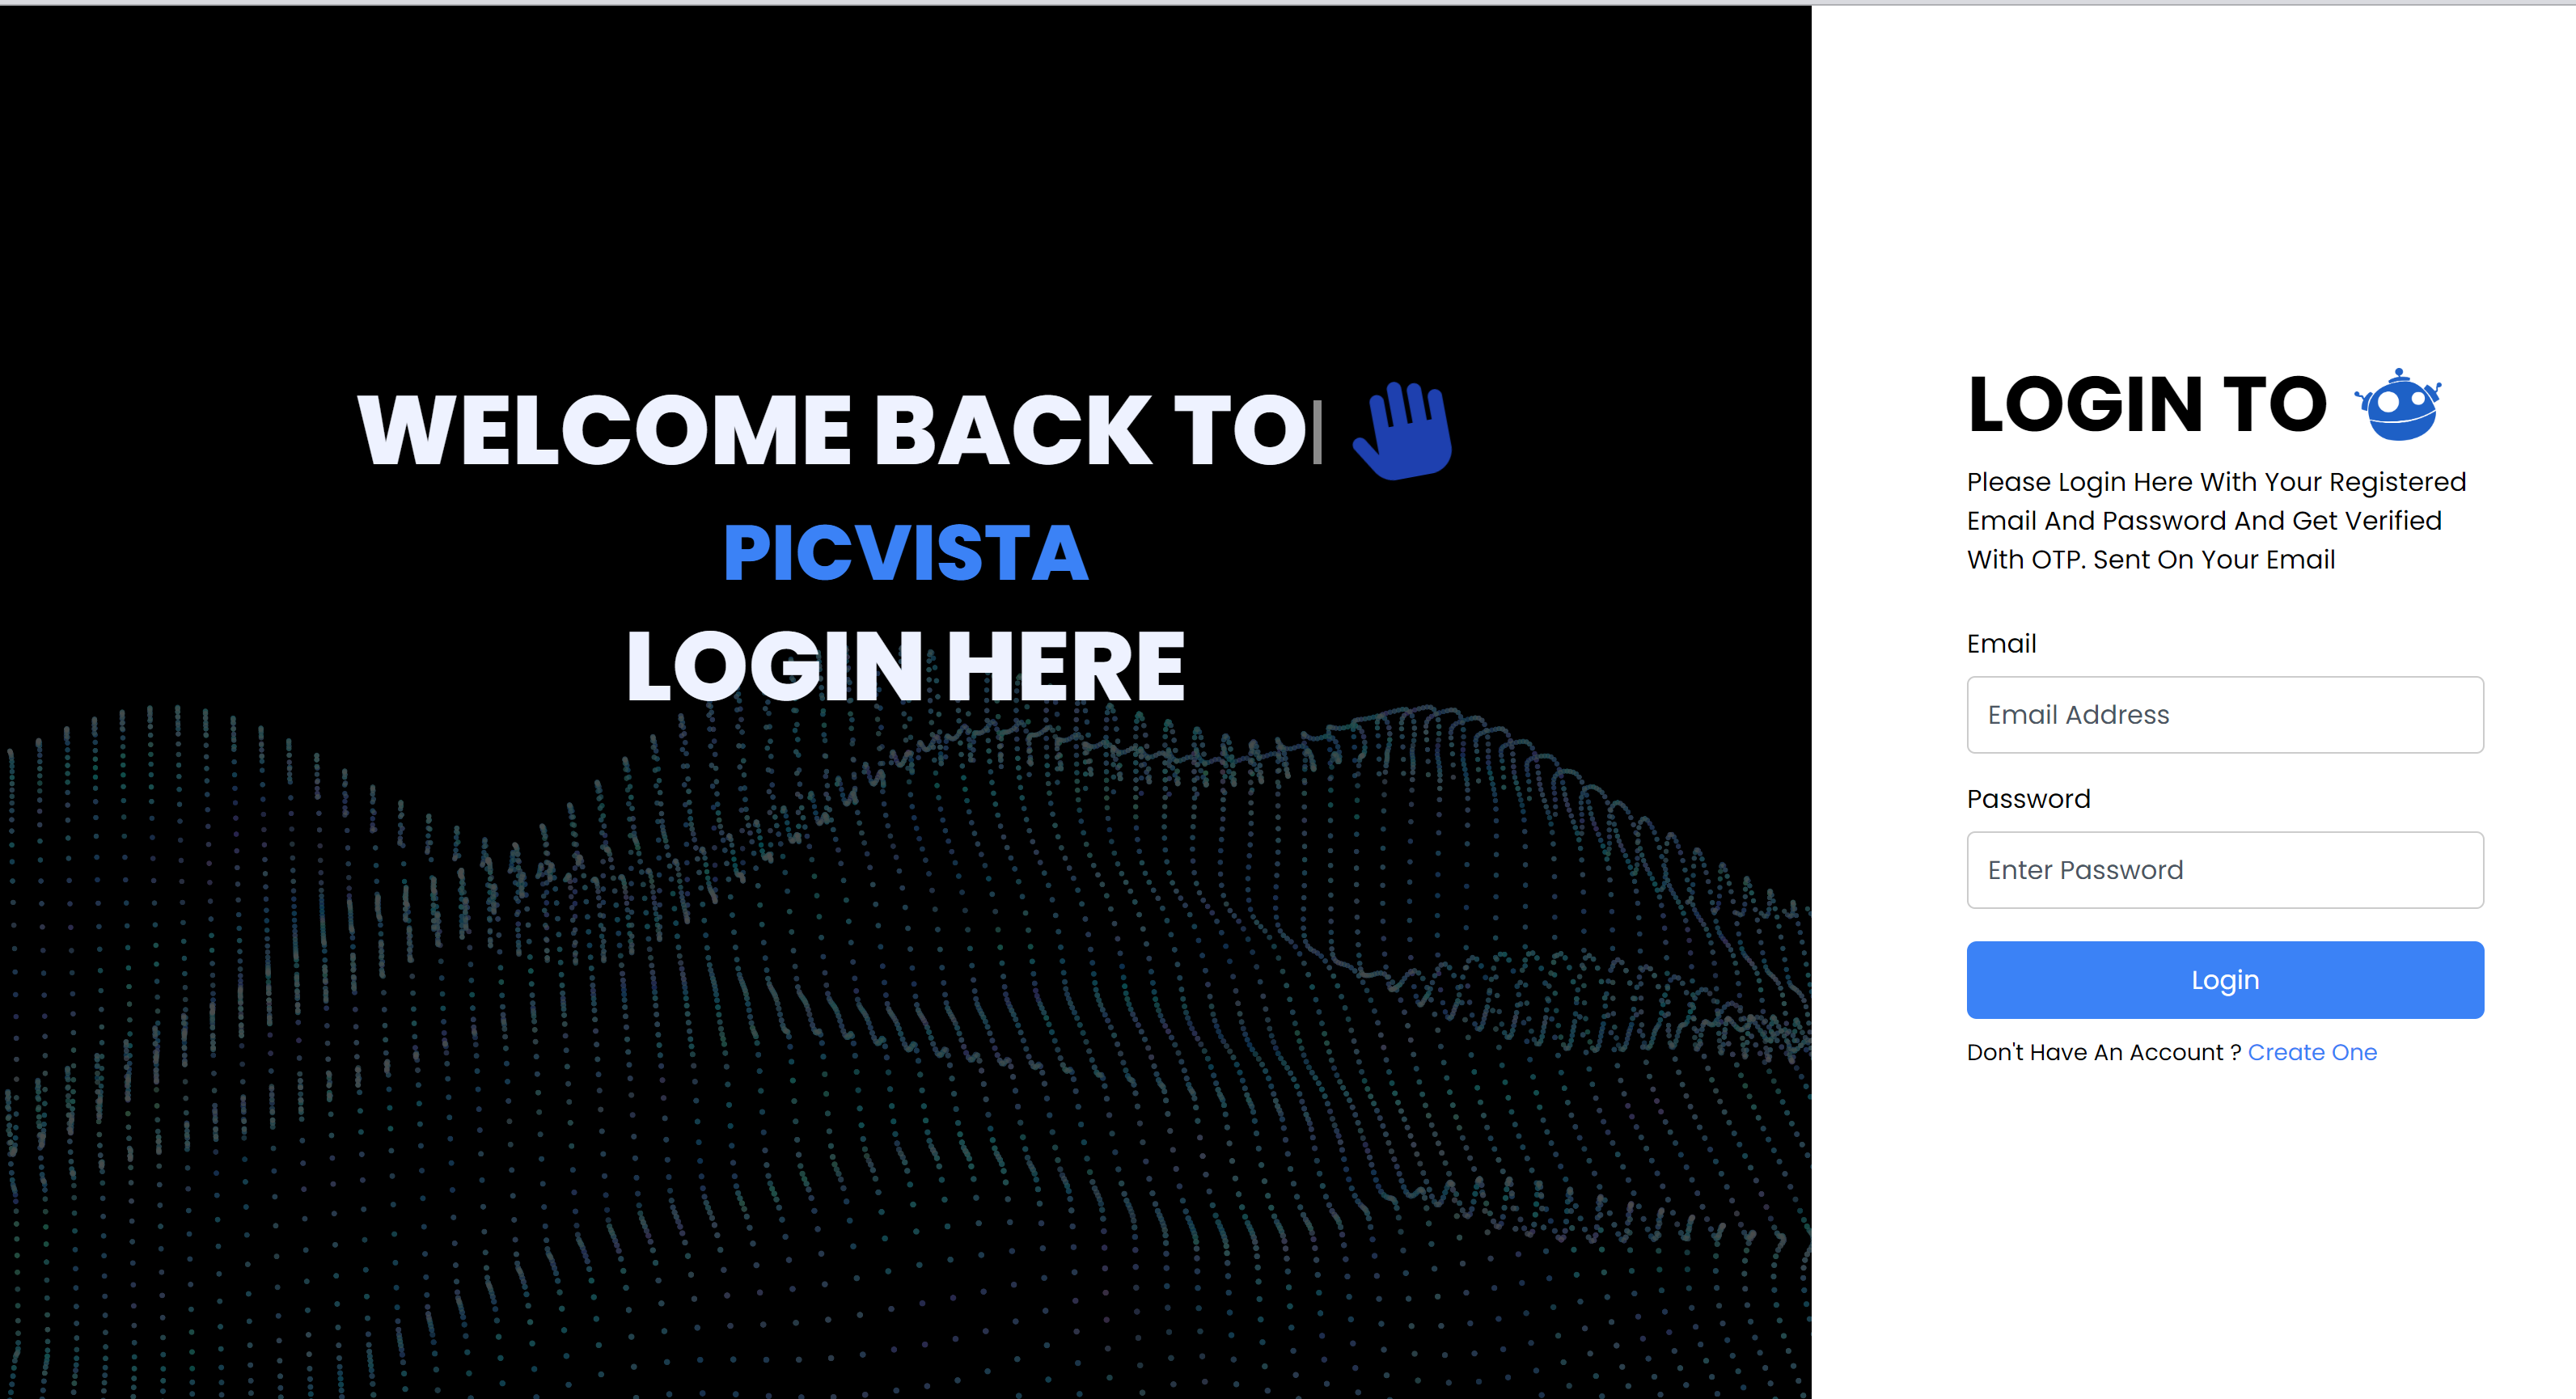 WELCOME BACK TO
PICVISTA
LOGIN HERE
LOGIN TO
Please Login Here With Your Registered
Email And Password And Get Verified
With OTP. Sent On Your Email
Email
Email Address
Password
Enter Password
Login
Don't Have An Account ? Create One